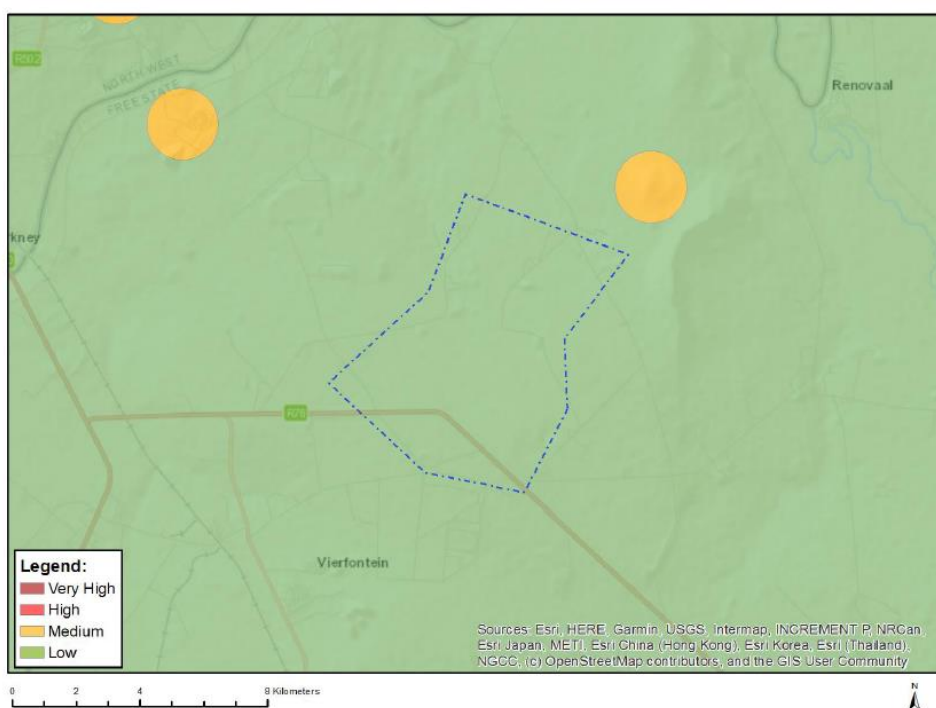 R502
NORTH WEST
FREE STATE
Renovaal
rkney
R76
Vierfontein
Legend:
Very High
High
Medium
Low
Sources: Esri, HERE, Garmin, USGS, Intermap, INCREMENT P, NRCan,
Esri Japan, METI, Esri China (Hong Kong), Esri Korea, Esri (Thailand),
NGCC, (c) OpenStreetMap contributors, and the GIS User Community
0 2 4 8 Kilometers
N